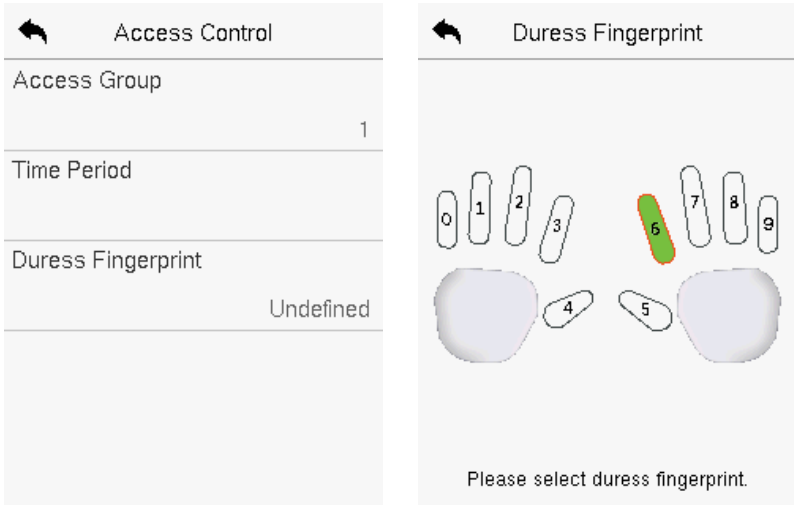 Access Control
Access Group
1
Time Period
Duress Fingerprint
Undefined
Duress Fingerprint
0 1 2 3 6 7 8 9
4 5
Please select duress fingerprint.